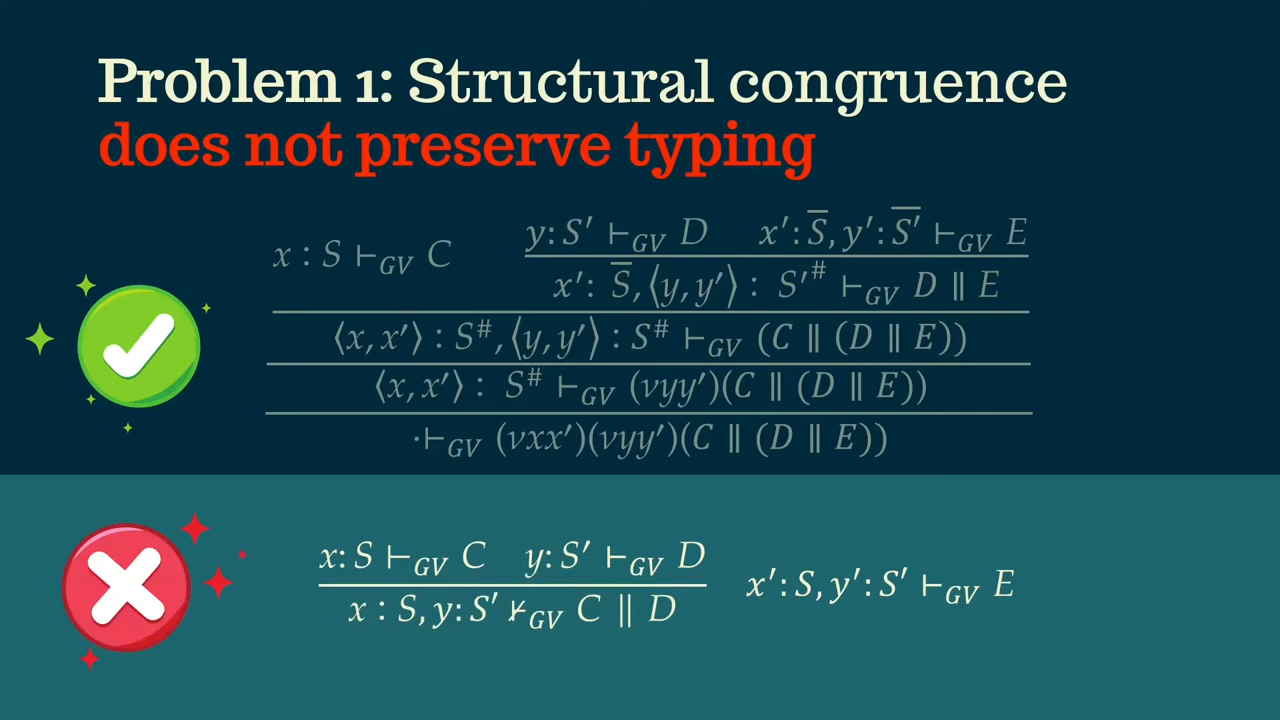 Problem 1: Structural congruence
does not preserve typing
y: S′ ⊢GV D    x′: S̅, y′: S̅′ ⊢GV E
x : S ⊢GV C
x′: S̅, ⟨y, y′⟩ : S′# ⊢GV D ∥ E
⟨x, x′⟩ : S#, ⟨y, y′⟩ : S# ⊢GV (C ∥ (D ∥ E))
⟨x, x′⟩ : S# ⊢GV (νyy′)(C ∥ (D ∥ E))
· ⊢GV (νxx′)(νyy′)(C ∥ (D ∥ E))
x: S ⊢GV C    y: S′ ⊢GV D
x′: S, y′: S′ ⊢GV E
x : S, y: S′ ⊬GV C ∥ D